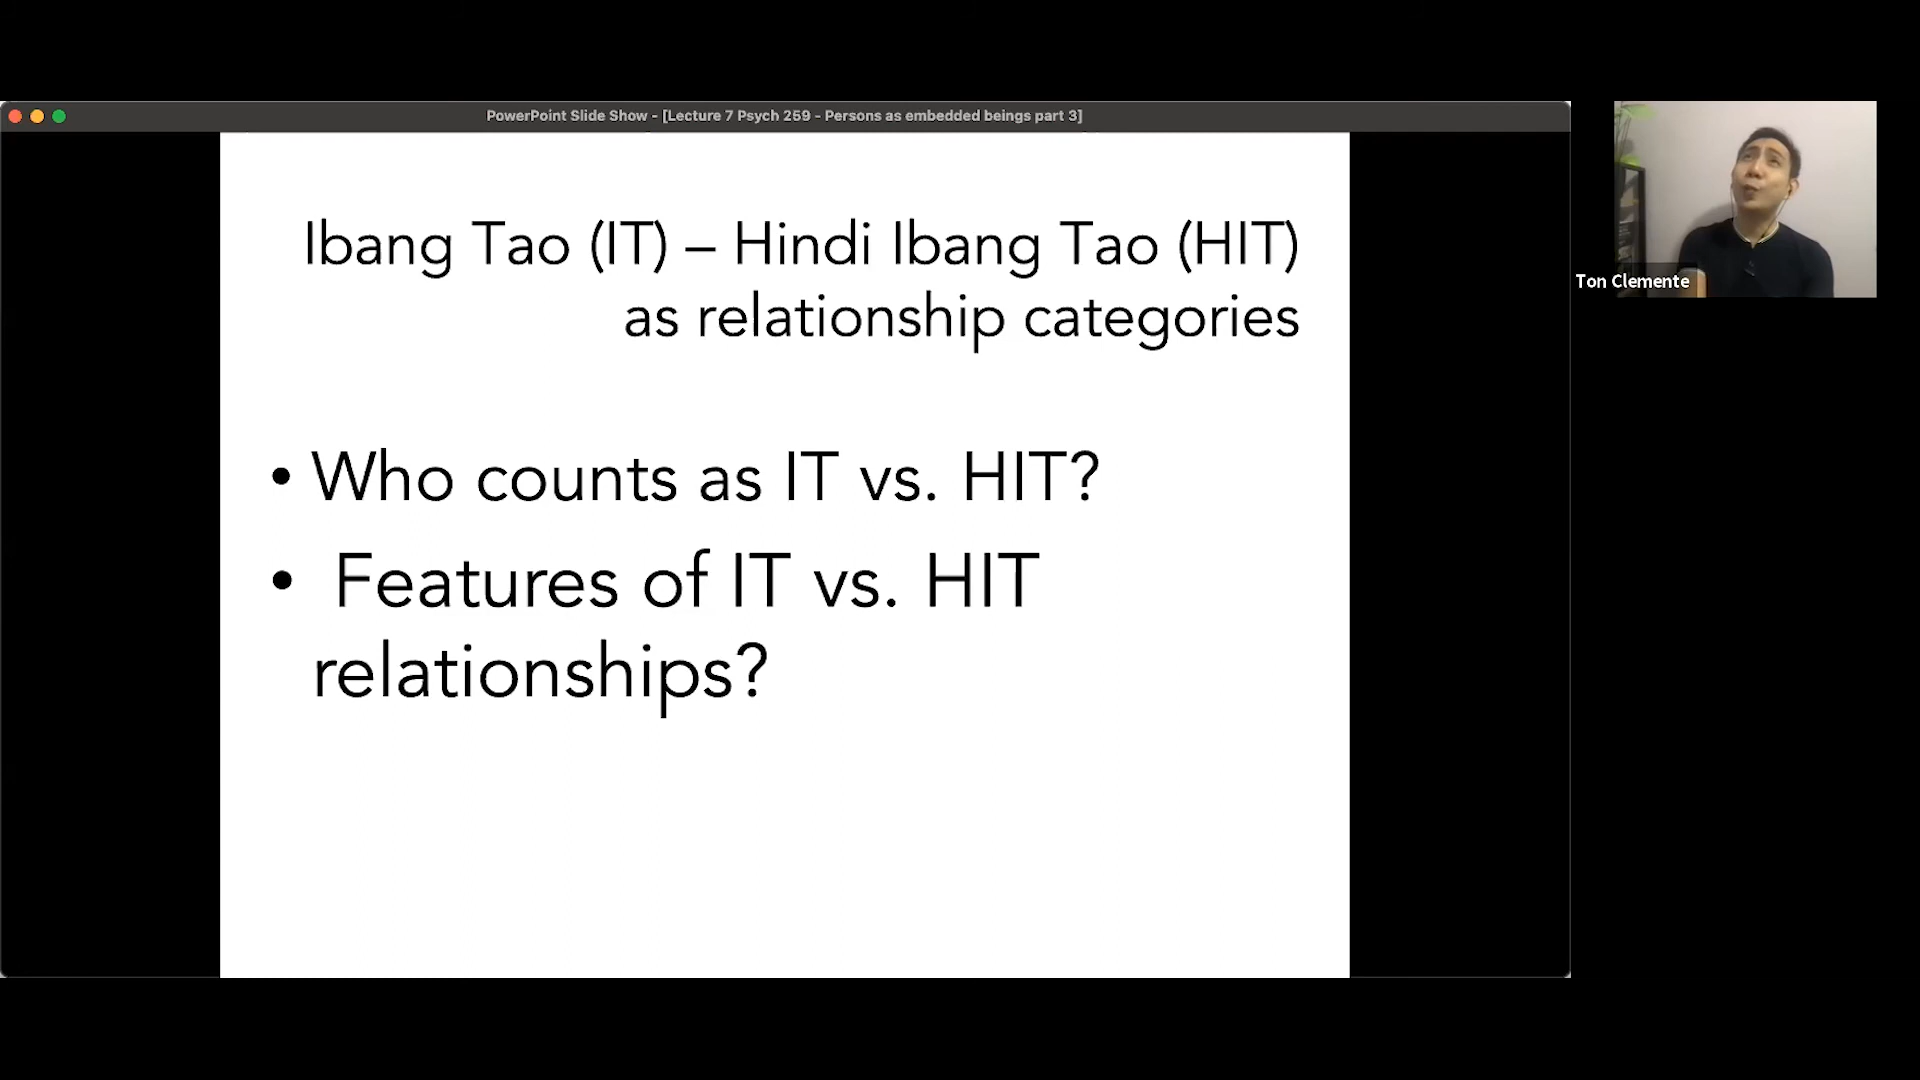 PowerPoint Slide Show - [Lecture 7 Psych 259 - Persons as embedded beings part 3]
Ibang Tao (IT) – Hindi Ibang Tao (HIT)
as relationship categories
• Who counts as IT vs. HIT?
• Features of IT vs. HIT
relationships?
Ton Clemente